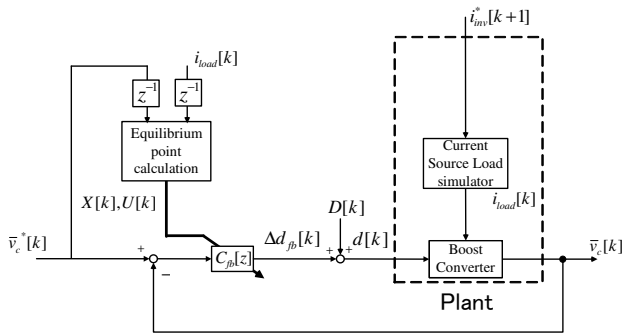 i*inv[k+1]
iload[k]
z⁻¹
z⁻¹
Equilibrium
point
calculation
Current
Source Load
simulator
X[k],U[k]
D[k]
iload[k]
v̄c*[k]
+
−
Cfb[z]
Δdfb[k]
+
+
d[k]
Boost
Converter
v̄c[k]
Plant